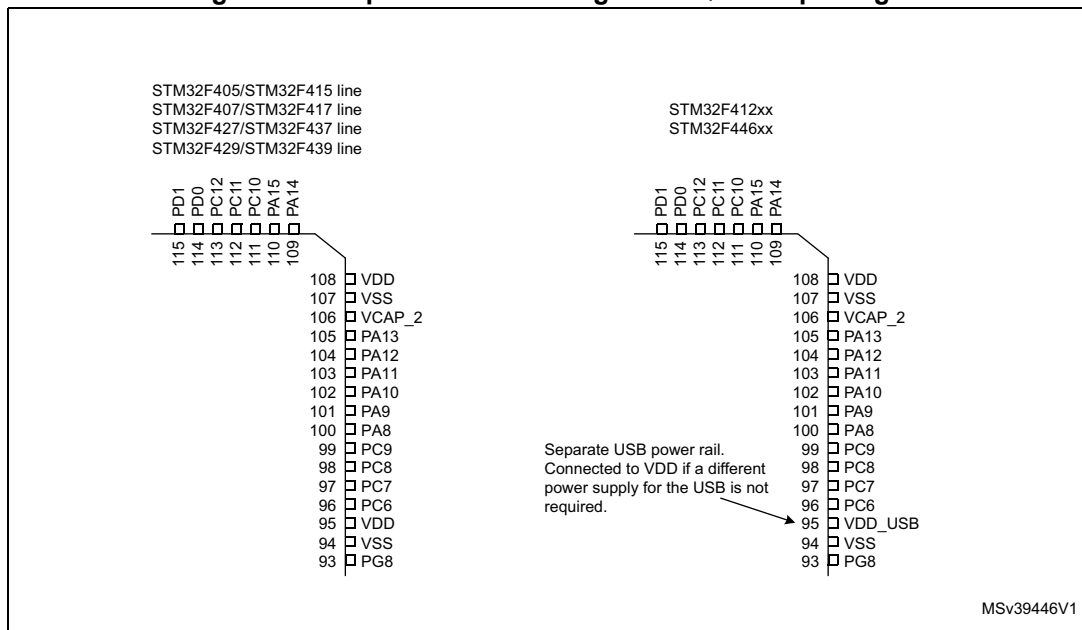 STM32F405/STM32F415 line
STM32F407/STM32F417 line
STM32F427/STM32F437 line
STM32F429/STM32F439 line
PD1
PD0
PC12
PC11
PC10
PA15
PA14
115
114
113
112
111
110
109
108 VDD
107 VSS
106 VCAP_2
105 PA13
104 PA12
103 PA11
102 PA10
101 PA9
100 PA8
99 PC9
98 PC8
97 PC7
96 PC6
95 VDD
94 VSS
93 PG8
STM32F412xx
STM32F446xx
PD1
PD0
PC12
PC11
PC10
PA15
PA14
115
114
113
112
111
110
109
108 VDD
107 VSS
106 VCAP_2
105 PA13
104 PA12
103 PA11
102 PA10
101 PA9
100 PA8
99 PC9
98 PC8
97 PC7
96 PC6
95 VDD_USB
94 VSS
93 PG8
Separate USB power rail.
Connected to VDD if a different
power supply for the USB is not
required.
MSv39446V1